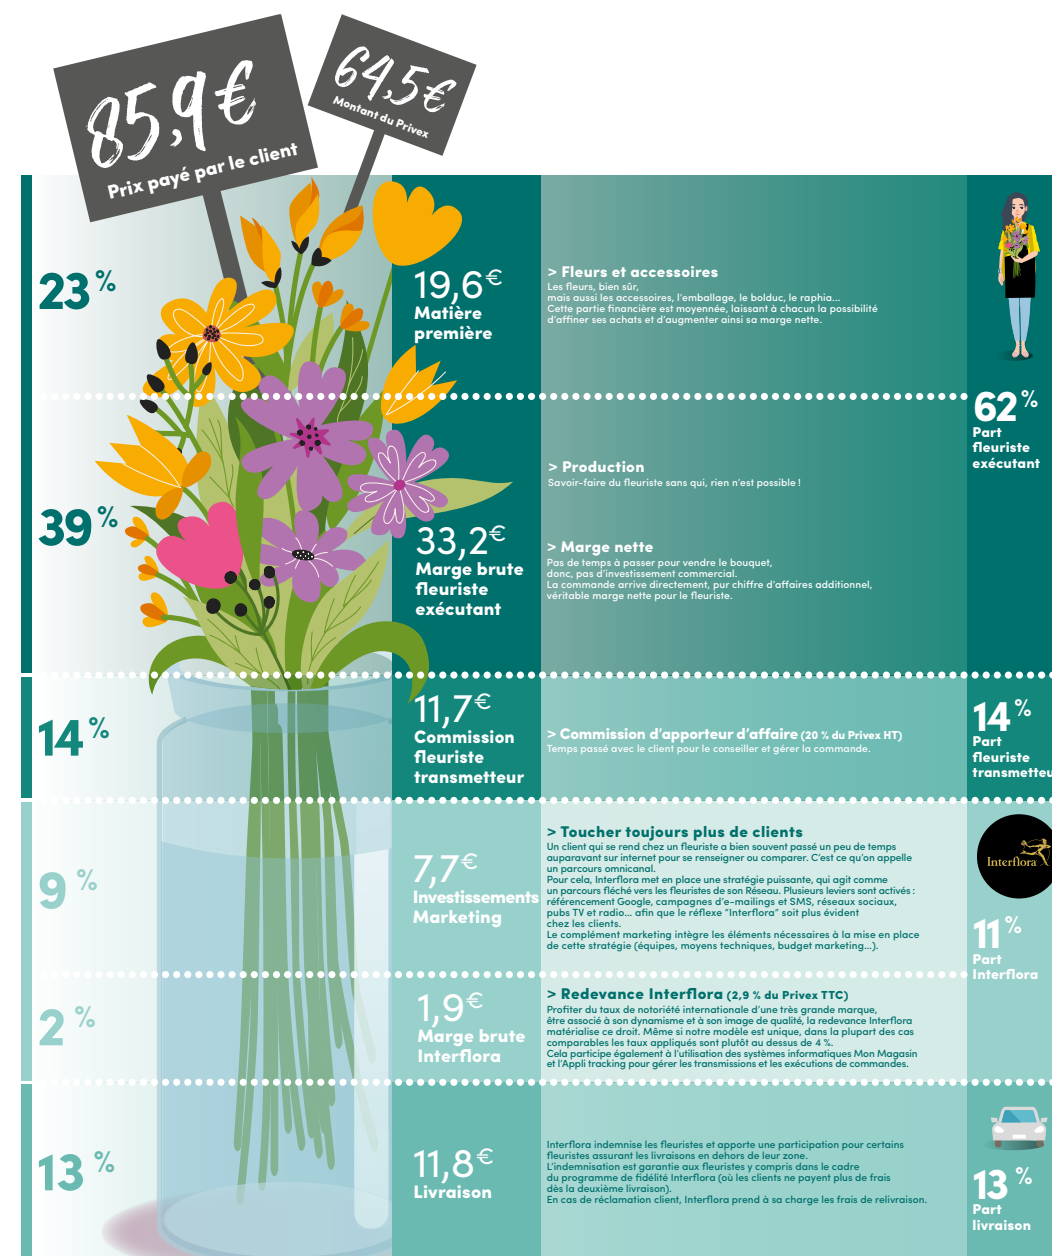 85,9€
Prix payé par le client
64,5€
Montant du Privex
23 %
19,6€
Matière
première
> Fleurs et accessoires
Les fleurs, bien sûr,
mais aussi les accessoires, l'emballage, le bolduc, le raphia...
Cette partie financière est moyennée, laissant à chacun la possibilité
d'affiner ses achats et d'augmenter ainsi sa marge nette.
62 %
Part
fleuriste
exécutant
39 %
33,2€
Marge brute
fleuriste
exécutant
> Production
Savoir-faire du fleuriste sans qui, rien n'est possible !
> Marge nette
Pas de temps à passer pour vendre le bouquet,
donc, pas d'investissement commercial.
La commande arrive directement, pur chiffre d'affaires additionnel,
véritable marge nette pour le fleuriste.
14 %
11,7€
Commission
fleuriste
transmetteur
> Commission d'apporteur d'affaire (20 % du Privex HT)
Temps passé avec le client pour le conseiller et gérer la commande.
14 %
Part
fleuriste
transmetteu
9 %
7,7€
Investissements
Marketing
> Toucher toujours plus de clients
Un client qui se rend chez un fleuriste a bien souvent passé un peu de temps
auparavant sur internet pour se renseigner ou comparer. C'est ce qu'on appelle
un parcours omnicanal.
Pour cela, Interflora met en place une stratégie puissante, qui agit comme
un parcours fléché vers les fleuristes de son Réseau. Plusieurs leviers sont activés :
référencement Google, campagnes d'e-mailings et SMS, réseaux sociaux,
pubs TV et radio... afin que le réflexe "Interflora" soit plus évident
chez les clients.
Le complément marketing intègre les éléments nécessaires à la mise en place
de cette stratégie (équipes, moyens techniques, budget marketing...).
Interflora
11 %
Part
Interflora
2 %
1,9€
Marge brute
Interflora
> Redevance Interflora (2,9 % du Privex TTC)
Profiter du taux de notoriété internationale d'une très grande marque,
être associé à son dynamisme et à son image de qualité, la redevance Interflora
matérialise ce droit. Même si notre modèle est unique, dans la plupart des cas
comparables les taux appliqués sont plutôt au dessus de 4 %.
Cela participe également à l'utilisation des systèmes informatiques Mon Magasin
et l'Appli tracking pour gérer les transmissions et les exécutions de commandes.
13 %
11,8€
Livraison
Interflora indemnise les fleuristes et apporte une participation pour certains
fleuristes assurant les livraisons en dehors de leur zone.
L'indemnisation est garantie aux fleuristes y compris dans le cadre
du programme de fidélité Interflora (où les clients ne payent plus de frais
dès la deuxième livraison).
En cas de réclamation client, Interflora prend à sa charge les frais de relivraison.
13 %
Part
livraison